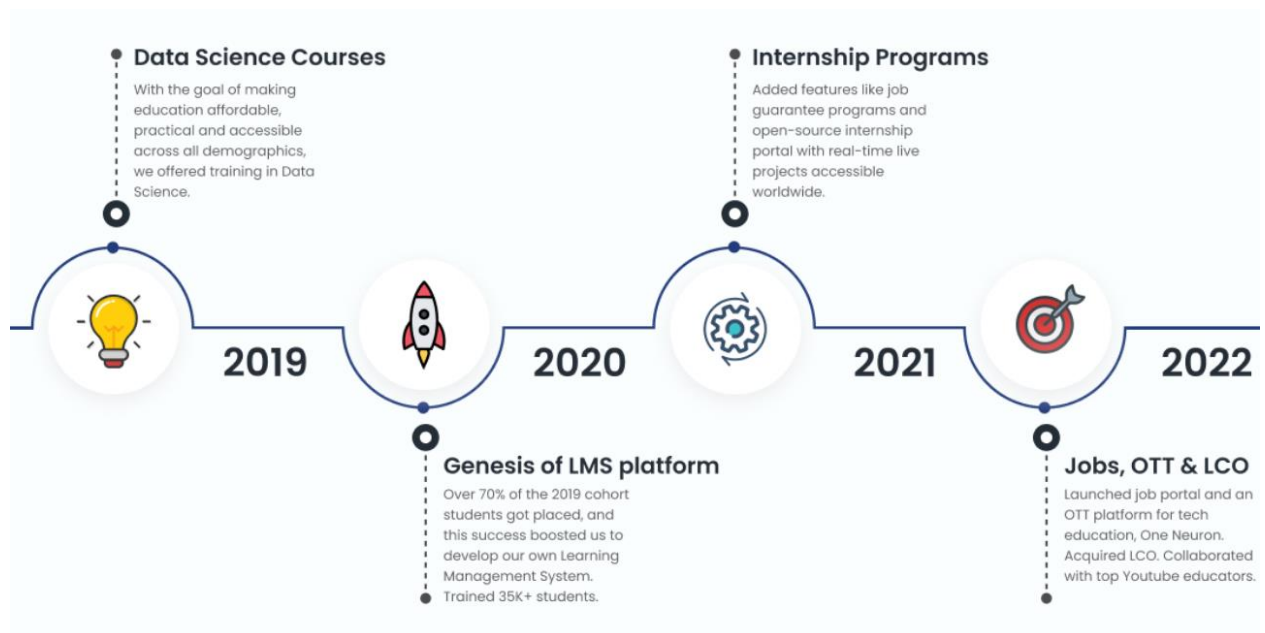 Data Science Courses
With the goal of making
education affordable,
practical and accessible
across all demographics,
we offered training in Data
Science.
2019
Genesis of LMS platform
Over 70% of the 2019 cohort
students got placed, and
this success boosted us to
develop our own Learning
Management System.
Trained 35K+ students.
2020
Internship Programs
Added features like job
guarantee programs and
open-source internship
portal with real-time live
projects accessible
worldwide.
2021
Jobs, OTT & LCO
Launched job portal and an
OTT platform for tech
education, One Neuron.
Acquired LCO. Collaborated
with top Youtube educators.
2022